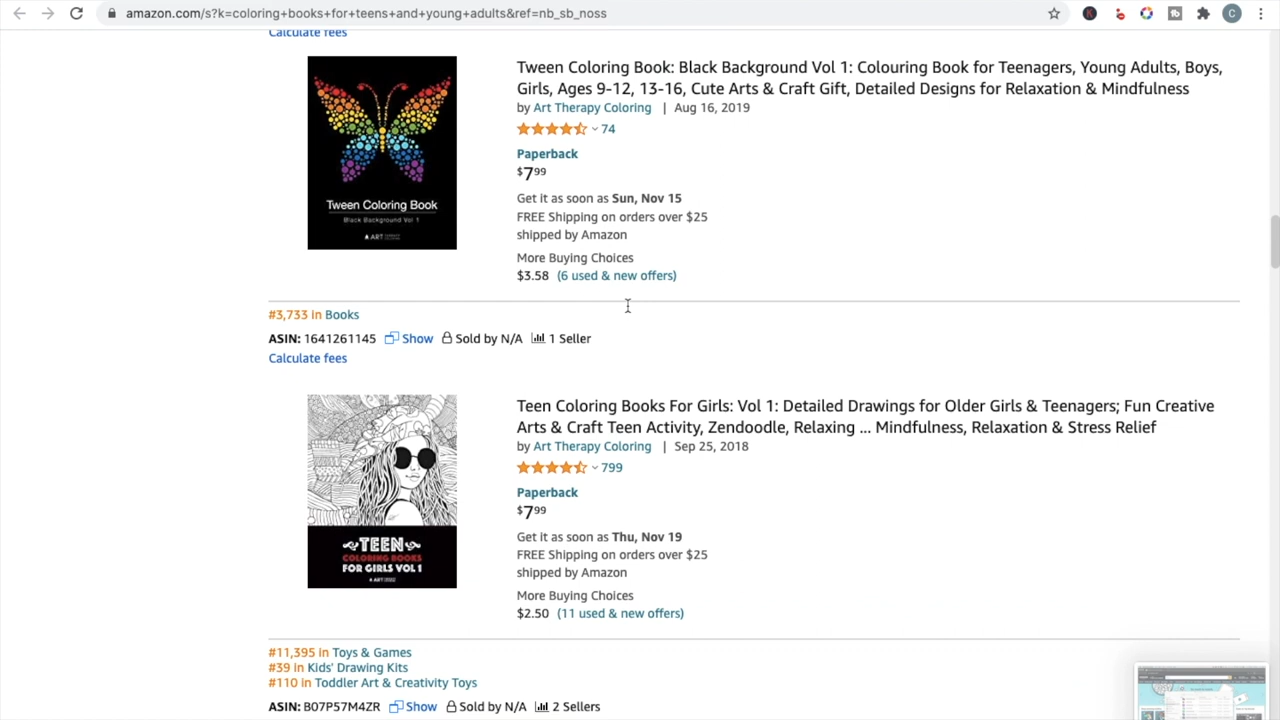 amazon.com/s?k=coloring+books+for+teens+and+young+adults&ref=nb_sb_noss
C
Calculate fees
Tween Coloring Book: Black Background Vol 1: Colouring Book for Teenagers, Young Adults, Boys,
Girls, Ages 9-12, 13-16, Cute Arts & Craft Gift, Detailed Designs for Relaxation & Mindfulness
by Art Therapy Coloring | Aug 16, 2019
74
Paperback
$7.99
Get it as soon as Sun, Nov 15
FREE Shipping on orders over $25
shipped by Amazon
More Buying Choices
$3.58 (6 used & new offers)
Tween Coloring Book
Black Background Vol 1
ART
#3,733 in Books
ASIN: 1641261145 Show Sold by N/A 1 Seller
Calculate fees
Teen Coloring Books For Girls: Vol 1: Detailed Drawings for Older Girls & Teenagers; Fun Creative
Arts & Craft Teen Activity, Zendoodle, Relaxing ... Mindfulness, Relaxation & Stress Relief
by Art Therapy Coloring | Sep 25, 2018
799
Paperback
$7.99
Get it as soon as Thu, Nov 19
FREE Shipping on orders over $25
shipped by Amazon
More Buying Choices
$2.50 (11 used & new offers)
TEEN
COLORING BOOKS
FOR GIRLS VOL 1
ART
#11,395 in Toys & Games
#39 in Kids' Drawing Kits
#110 in Toddler Art & Creativity Toys
ASIN: B07P57M4ZR Show Sold by N/A 2 Sellers